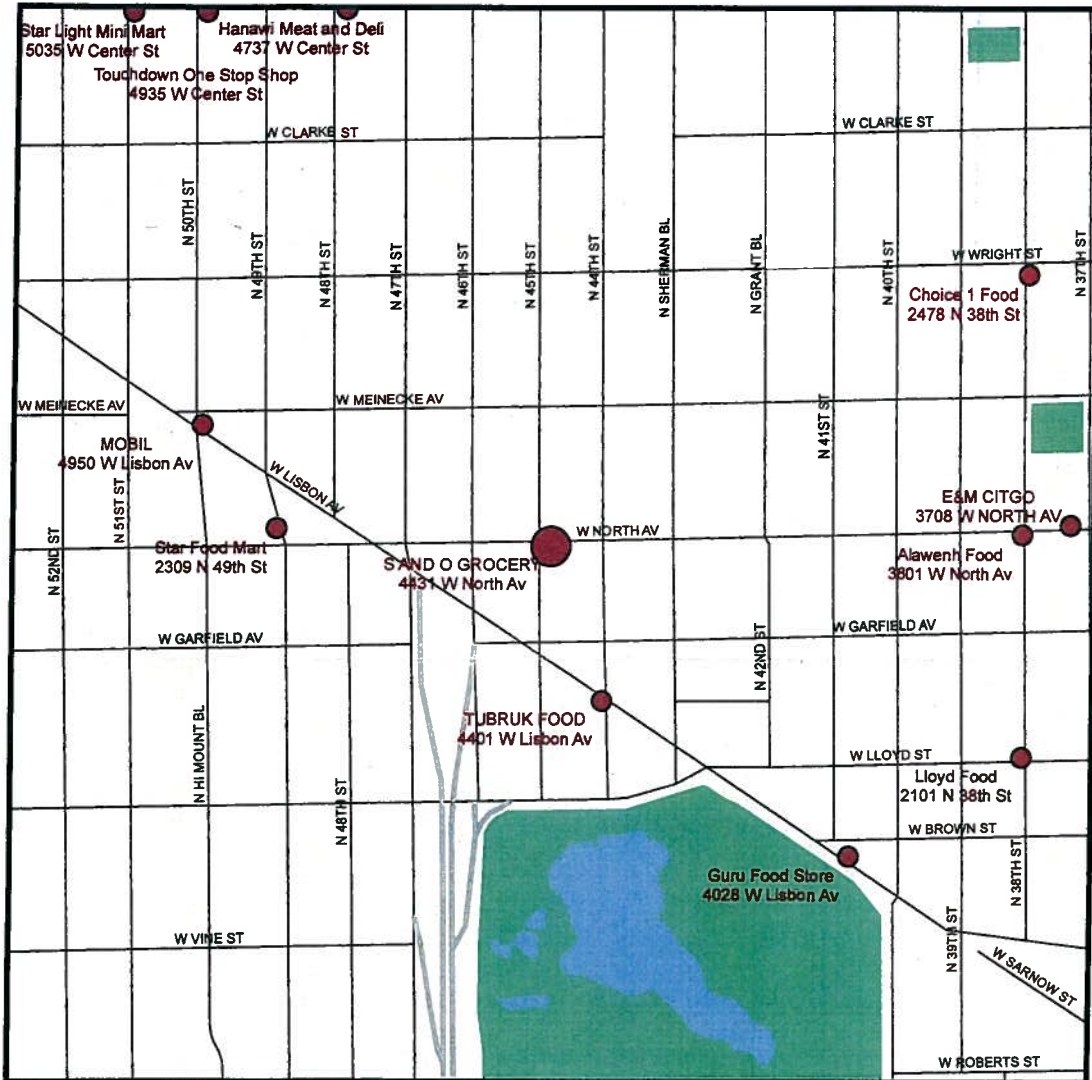 Star Light Mini Mart
5035 W Center St
Hanawi Meat and Deli
4737 W Center St
Touchdown One Stop Shop
4935 W Center St
W CLARKE ST
W CLARKE ST
N 50TH ST
N 49TH ST
N 48TH ST
N 47TH ST
N 46TH ST
N 45TH ST
N 44TH ST
N SHERMAN BL
N GRANT BL
N 40TH ST
W WRIGHT ST
N 37TH ST
Choice 1 Food
2478 N 38th St
W MEINECKE AV
W MEINECKE AV
N 41ST ST
MOBIL
4950 W Lisbon Av
W LISBON AV
N 51ST ST
N 52ND ST
Star Food Mart
2309 N 49th St
S AND O GROCERY
4431 W North Av
W NORTH AV
E&M CITGO
3708 W NORTH AV
Alawenh Food
3801 W North Av
W GARFIELD AV
W GARFIELD AV
N 42ND ST
TUBRUK FOOD
4401 W Lisbon Av
N HI MOUNT BL
N 48TH ST
W LLOYD ST
Lloyd Food
2101 N 38th St
W BROWN ST
Guru Food Store
4028 W Lisbon Av
N 38TH ST
N 39TH ST
W VINE ST
W SARNOW ST
W ROBERTS ST